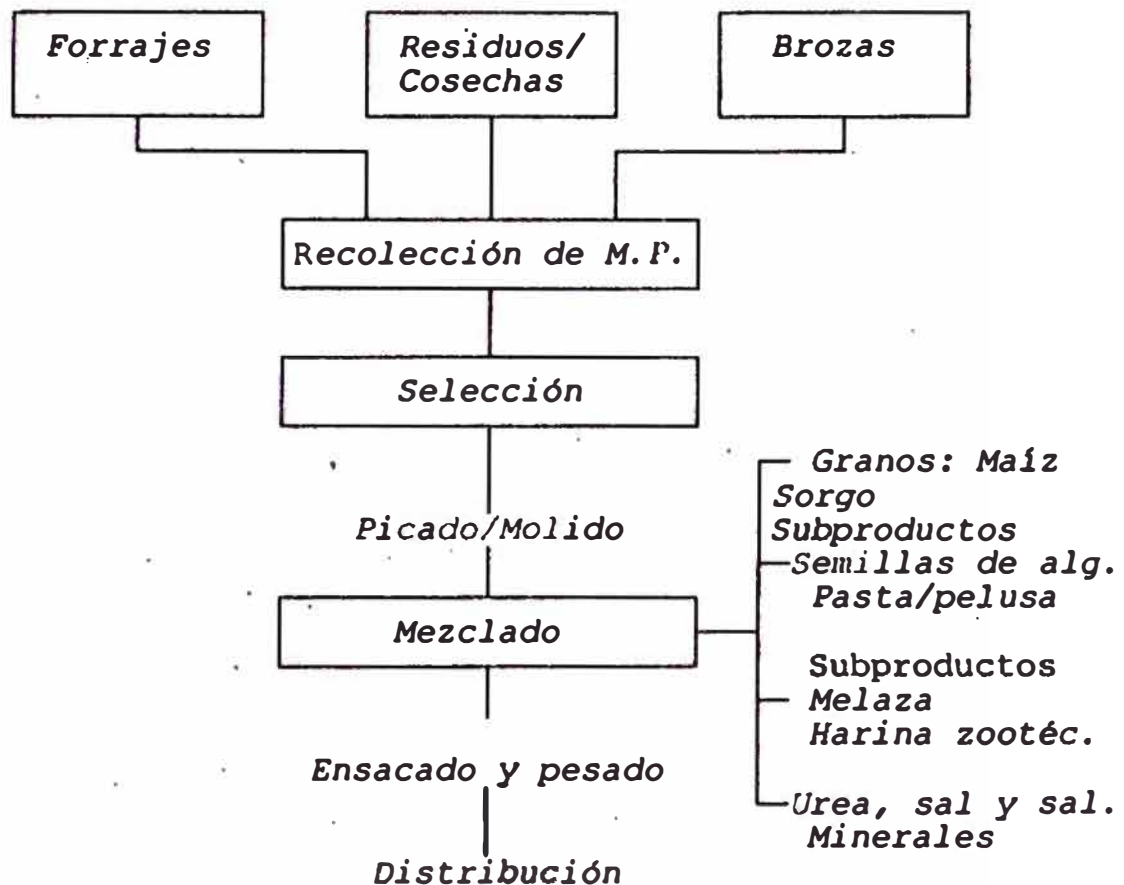 Forrajes
Residuos/
Cosechas
Brozas
Recolección de M.P.
Selección
Picado/Molido
Mezclado
Granos: Maíz
Sorgo
Subproductos
Semillas de alg.
Pasta/pelusa
Subproductos
Melaza
Harina zootéc.
Urea, sal y sal.
Minerales
Ensacado y pesado
Distribución